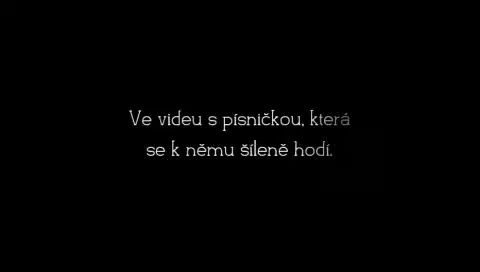 Ve videu s písničkou, která
se k němu šíleně hodí.